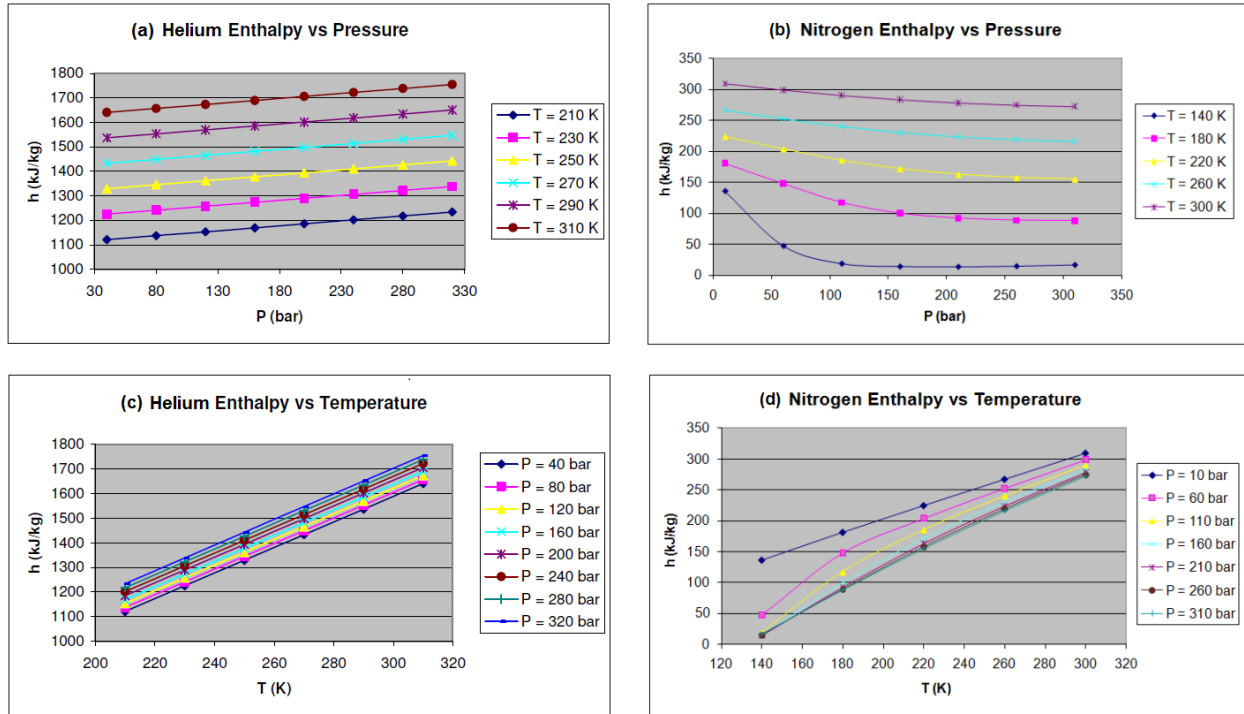 (a) Helium Enthalpy vs Pressure
h (kJ/kg)
1800
1700
1600
1500
1400
1300
1200
1100
1000
30 80 130 180 230 280 330
P (bar)
T = 210 K
T = 230 K
T = 250 K
T = 270 K
T = 290 K
T = 310 K
(b) Nitrogen Enthalpy vs Pressure
h (kJ/kg)
350
300
250
200
150
100
50
0
0 50 100 150 200 250 300 350
P (bar)
T = 140 K
T = 180 K
T = 220 K
T = 260 K
T = 300 K
(c) Helium Enthalpy vs Temperature
h (kJ/kg)
1800
1700
1600
1500
1400
1300
1200
1100
1000
200 220 240 260 280 300 320
T (K)
P = 40 bar
P = 80 bar
P = 120 bar
P = 160 bar
P = 200 bar
P = 240 bar
P = 280 bar
P = 320 bar
(d) Nitrogen Enthalpy vs Temperature
h (kJ/kg)
350
300
250
200
150
100
50
0
120 140 160 180 200 220 240 260 280 300 320
T (K)
P = 10 bar
P = 60 bar
P = 110 bar
P = 160 bar
P = 210 bar
P = 260 bar
P = 310 bar